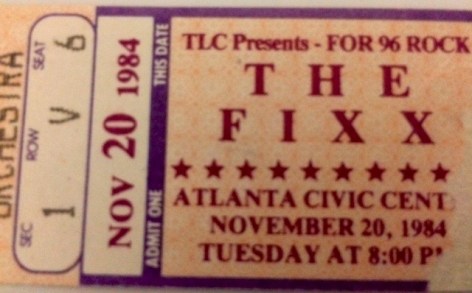 ORCHESTRA
SEC ROW SEAT
1 V 6
NOV 20 1984
ADMIT ONE THIS DATE
TLC Presents - FOR 96 ROCK
THE
FIXX
★★★★★★★★★
ATLANTA CIVIC CENT
NOVEMBER 20, 1984
TUESDAY AT 8:00 P